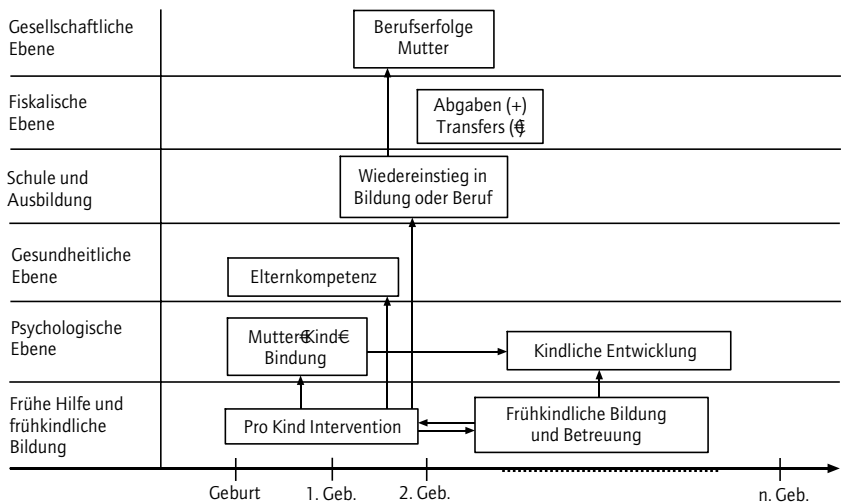 Gesellschaftliche
Ebene
Berufserfolge
Mutter
Fiskalische
Ebene
Abgaben (+)
Transfers (€)
Schule und
Ausbildung
Wiedereinstieg in
Bildung oder Beruf
Gesundheitliche
Ebene
Elternkompetenz
Psychologische
Ebene
Mutter€Kind€
Bindung
Kindliche Entwicklung
Frühe Hilfe und
frühkindliche
Bildung
Pro Kind Intervention
Frühkindliche Bildung
und Betreuung
Geburt
1. Geb.
2. Geb.
n. Geb.